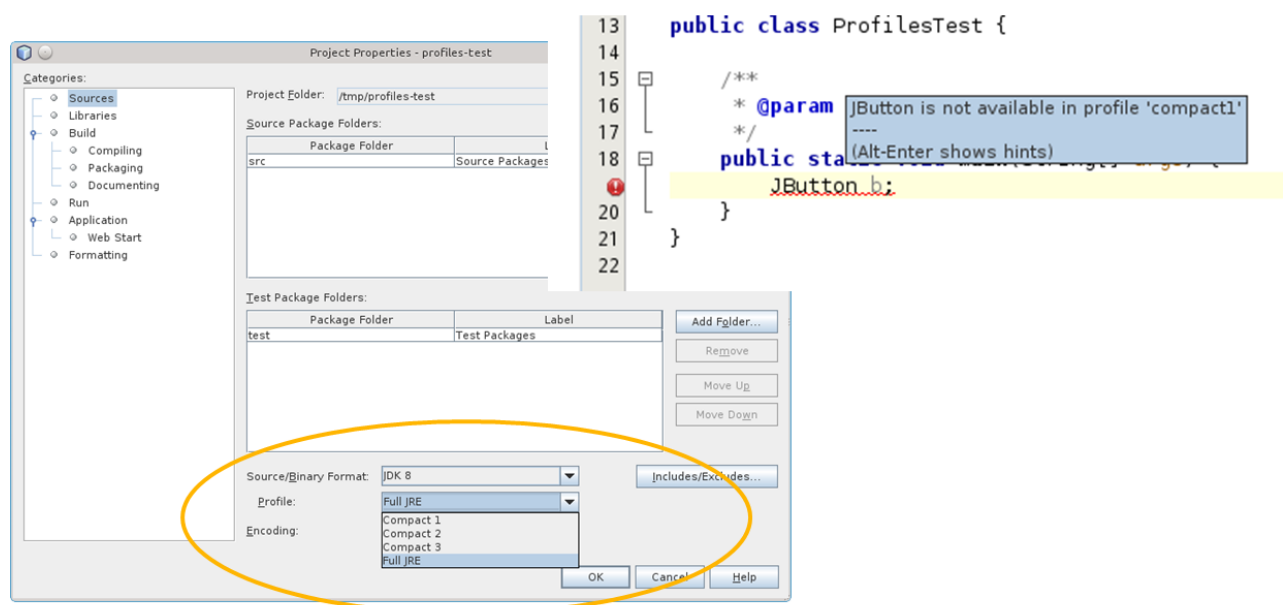 Project Properties - profiles-test
Categories:
Sources
Libraries
Build
Compiling
Packaging
Documenting
Run
Application
Web Start
Formatting
Project Folder: /tmp/profiles-test
Source Package Folders:
Package Folder
src Source Packages
Test Package Folders:
Package Folder Label
test Test Packages
Add Folder...
Remove
Move Up
Move Down
Source/Binary Format: JDK 8
Includes/Excludes...
Profile: Full JRE
Compact 1
Encoding: Compact 2
Compact 3
Full JRE
OK Cancel Help
13 public class ProfilesTest {
14
15 /**
16 * @param
JButton is not available in profile 'compact1'
----
(Alt-Enter shows hints)
17 */
18 public
JButton b;
20 }
21 }
22